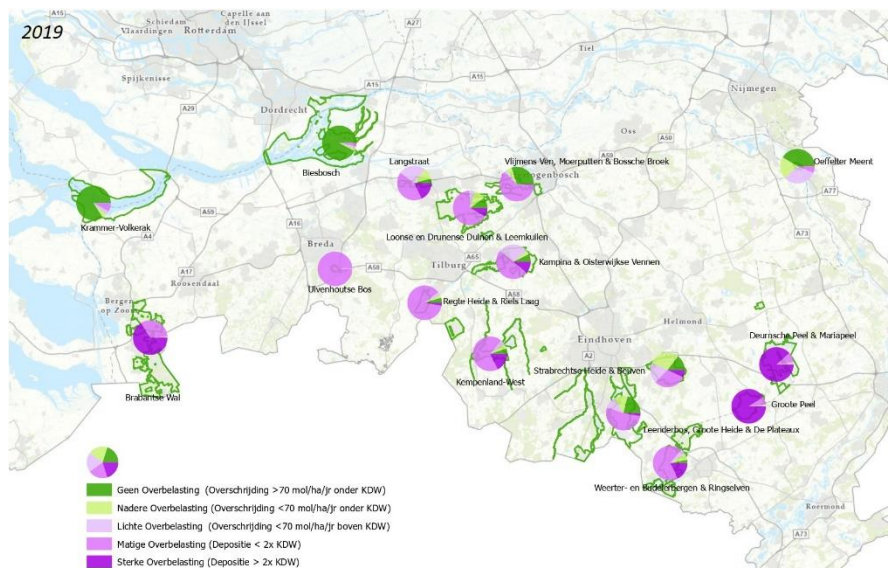 2019
Capelle aan
den IJssel
Schiedam
Vlaardingen
Rotterdam
A27
Tiel
Spijkenisse
A15
A15
Nijmegen
A29
Dordrecht
Oss
A50
A50
Biesbosch
Langstraat
Vlijmens Ven, Moerputten & Bossche Broek
Oeffelter Meent
A77
Krammer-Volkerak
A59
A59
Loonse en Drunense Duinen & Leemkuilen
A4
A16
A73
Breda
A65
Kampina & Oisterwijkse Vennen
A17
A58
Tilburg
Ulvenhoutse Bos
Roosendaal
Bergen
op Zoom
A58
Regte Heide & Riels Laag
Helmond
Eindhoven
Deurnsche Peel & Mariapeel
A2
Kempenland-West
Strabrechtse Heide & Beuven
Brabantse Wal
Groote Peel
Leenderbos, Groote Heide & De Plateaux
Weerter- en Budelerbergen & Ringselven
Roermond
A73
Geen Overbelasting (Overschrijding >70 mol/ha/jr onder KDW)
Nadere Overbelasting (Overschrijding <70 mol/ha/jr onder KDW)
Lichte Overbelasting (Overschrijding <70 mol/ha/jr boven KDW)
Matige Overbelasting (Depositie < 2x KDW)
Sterke Overbelasting (Depositie > 2x KDW)